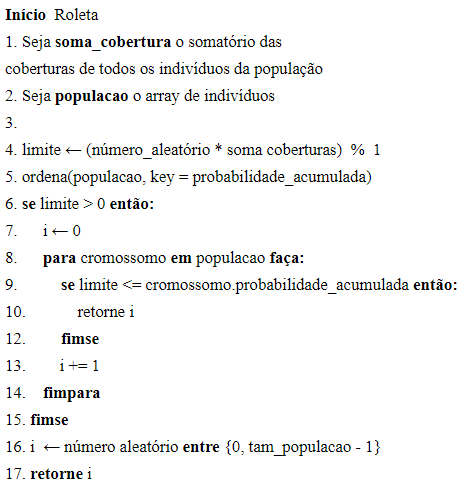 Início Roleta
1. Seja soma_cobertura o somatório das
coberturas de todos os indivíduos da população
2. Seja populacao o array de indivíduos
3.
4. limite ← (número_aleatório * soma coberturas) % 1
5. ordena(populacao, key = probabilidade_acumulada)
6. se limite > 0 então:
7. i ← 0
8. para cromossomo em populacao faça:
9. se limite <= cromossomo.probabilidade_acumulada então:
10. retorne i
12. fimse
13. i += 1
14. fimpara
15. fimse
16. i ← número aleatório entre {0, tam_populacao - 1}
17. retorne i